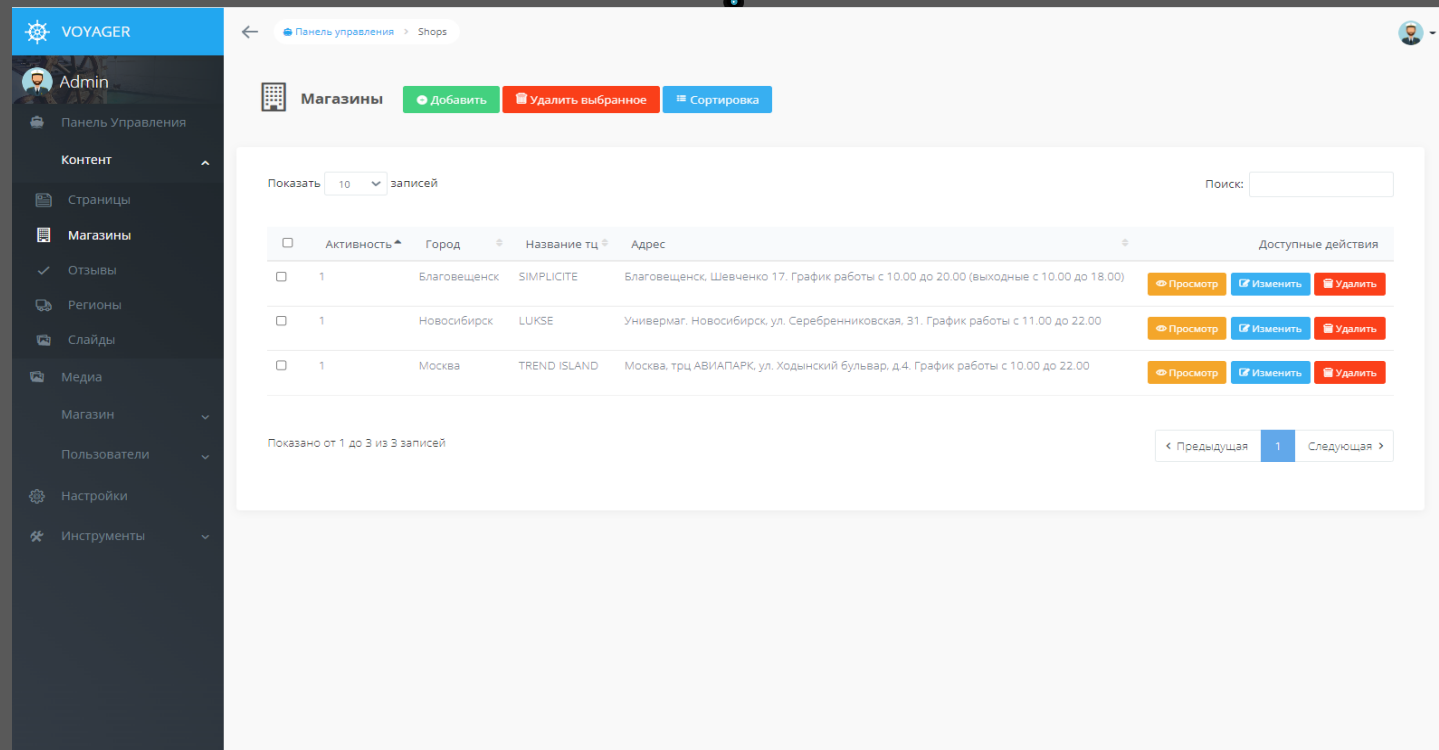 VOYAGER
Панель управления > Shops
Admin
Панель Управления
Контент
Страницы
Магазины
Отзывы
Регионы
Слайды
Медиа
Магазин
Пользователи
Настройки
Инструменты
Магазины Добавить Удалить выбранное Сортировка
Показать 10 записей Поиск:
Активность Город Название тц Адрес Доступные действия
1 Благовещенск SIMPLICITE Благовещенск, Шевченко 17. График работы с 10.00 до 20.00 (выходные с 10.00 до 18.00) Просмотр Изменить Удалить
1 Новосибирск LUKSE Универмаг. Новосибирск, ул. Серебренниковская, 31. График работы с 11.00 до 22.00 Просмотр Изменить Удалить
1 Москва TREND ISLAND Москва, трц АВИАПАРК, ул. Ходынский бульвар, д.4. График работы с 10.00 до 22.00 Просмотр Изменить Удалить
Показано от 1 до 3 из 3 записей
< Предыдущая 1 Следующая >